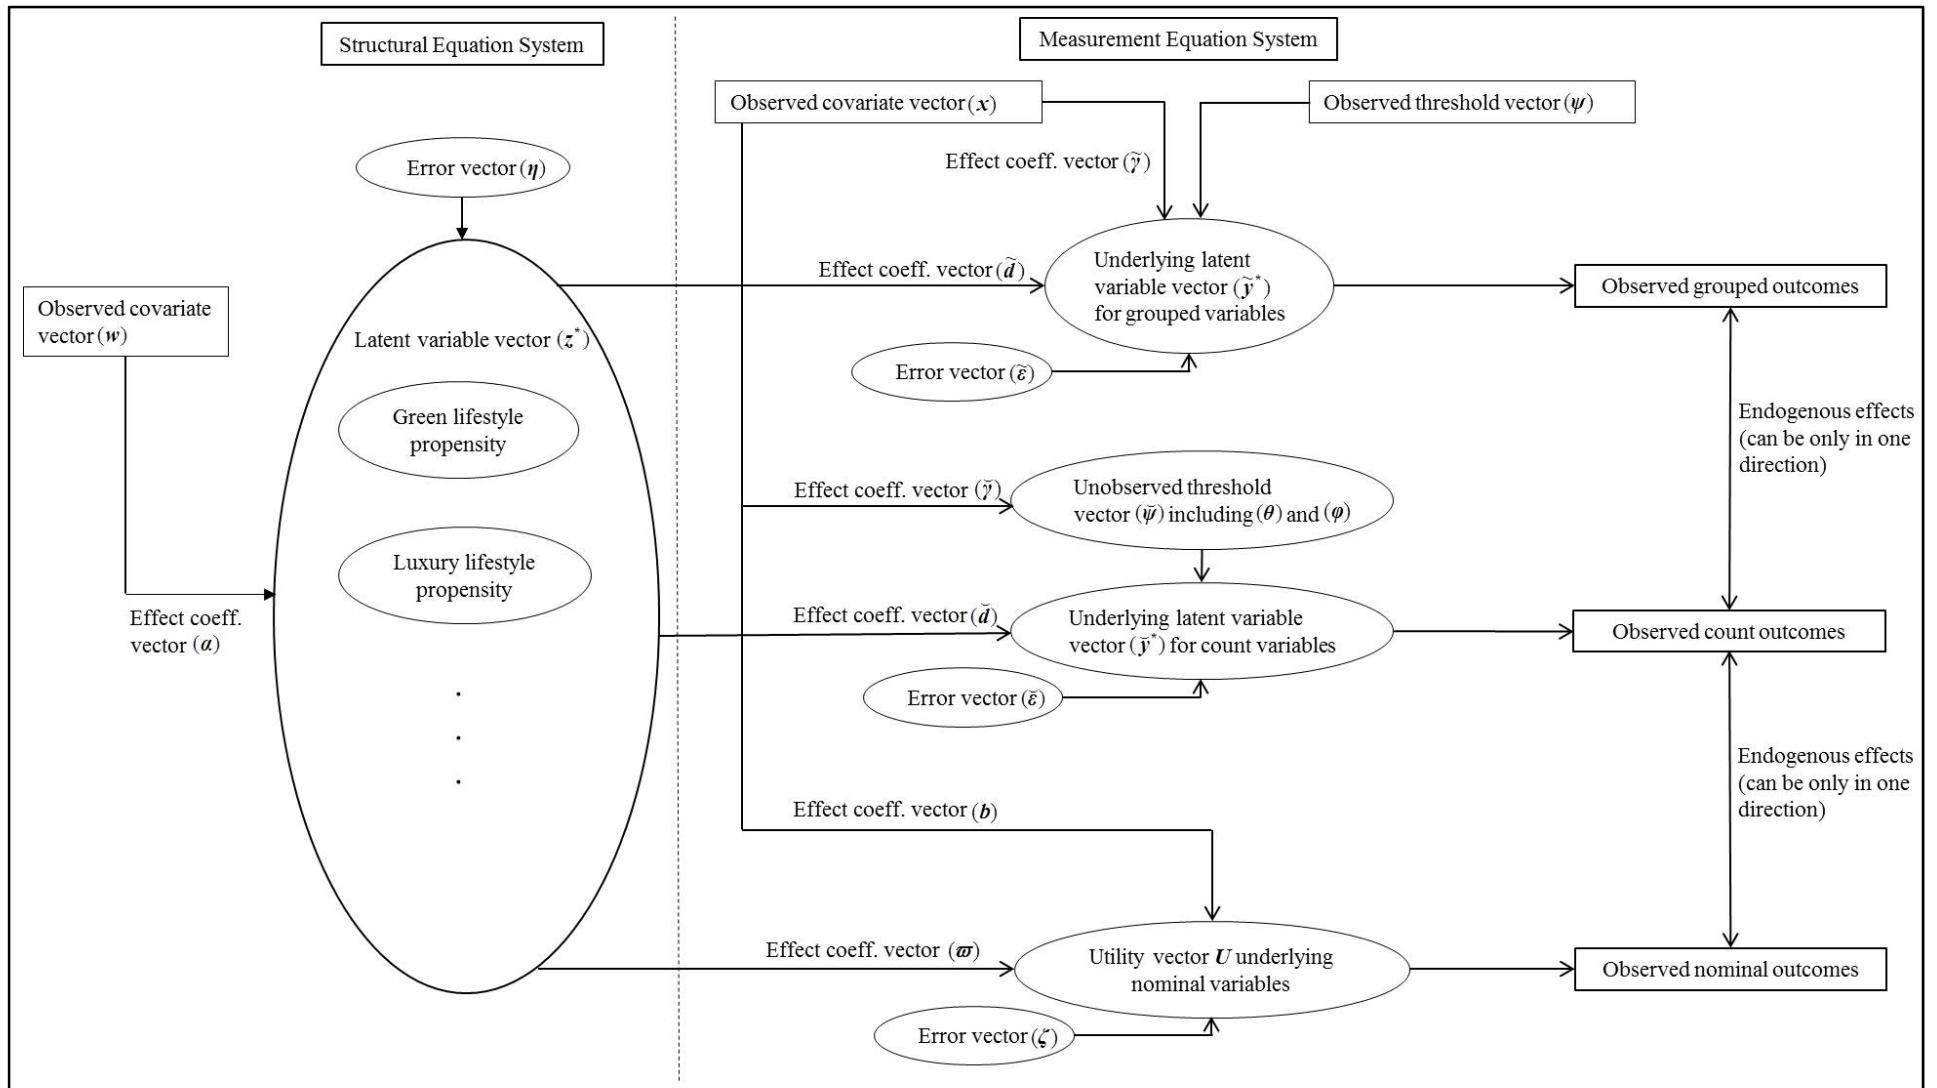 Structural Equation System
Measurement Equation System
Observed covariate vector (x)
Observed threshold vector (ψ)
Error vector (η)
Effect coeff. vector (γ̃)
Observed covariate
vector (w)
Latent variable vector (z*)
Green lifestyle
propensity
Luxury lifestyle
propensity
.
.
.
Effect coeff.
vector (α)
Effect coeff. vector (d̃)
Underlying latent
variable vector (ỹ*)
for grouped variables
Observed grouped outcomes
Error vector (ε̃)
Endogenous effects
(can be only in one
direction)
Effect coeff. vector (γ̆)
Unobserved threshold
vector (ψ̆) including (θ) and (φ)
Effect coeff. vector (d̆)
Underlying latent variable
vector (y̆*) for count variables
Observed count outcomes
Error vector (ε̆)
Endogenous effects
(can be only in one
direction)
Effect coeff. vector (b)
Effect coeff. vector (ϖ)
Utility vector U underlying
nominal variables
Observed nominal outcomes
Error vector (ζ)